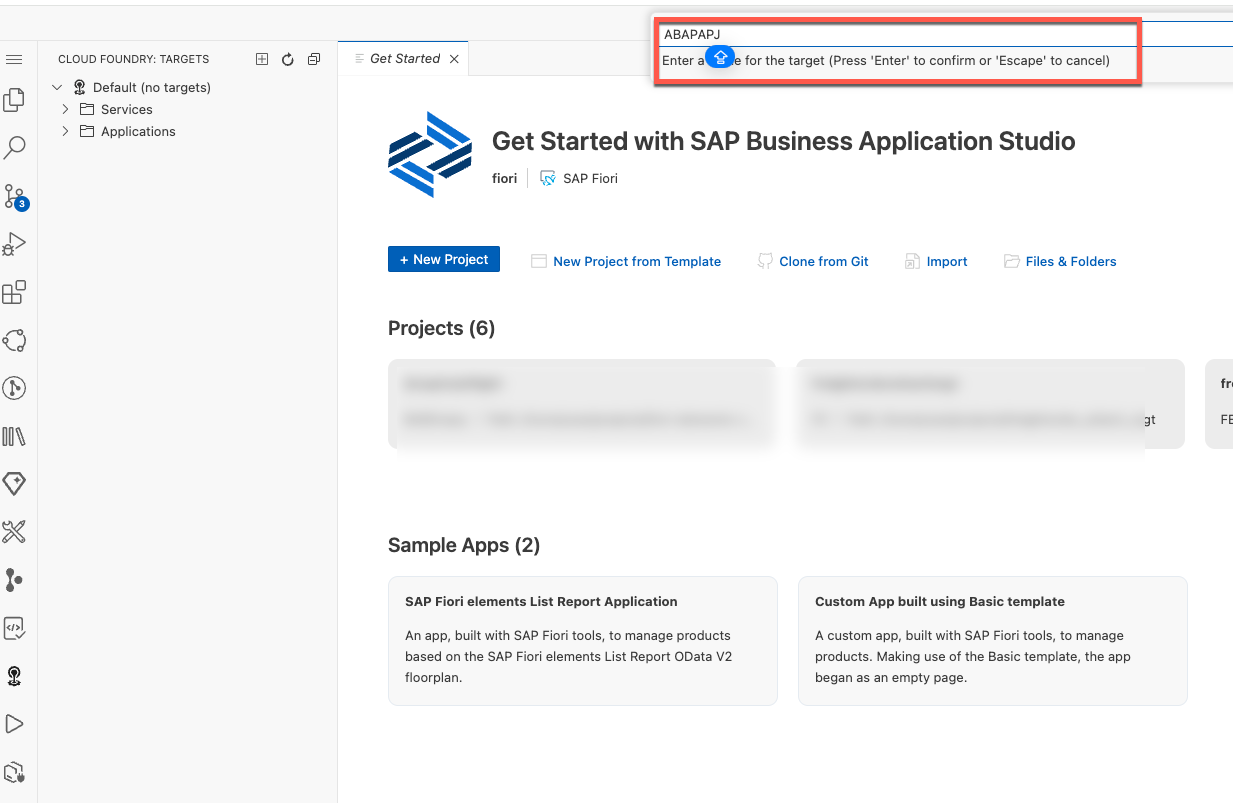 ABAPAPJ
Enter a e for the target (Press 'Enter' to confirm or 'Escape' to cancel)
CLOUD FOUNDRY: TARGETS
Get Started
Default (no targets)
Services
Applications
3
Get Started with SAP Business Application Studio
fiori
SAP Fiori
+ New Project
New Project from Template
Clone from Git
Import
Files & Folders
Projects (6)
gt
fr
FE
Sample Apps (2)
SAP Fiori elements List Report Application
An app, built with SAP Fiori tools, to manage products
based on the SAP Fiori elements List Report OData V2
floorplan.
Custom App built using Basic template
A custom app, built with SAP Fiori tools, to manage
products. Making use of the Basic template, the app
began as an empty page.